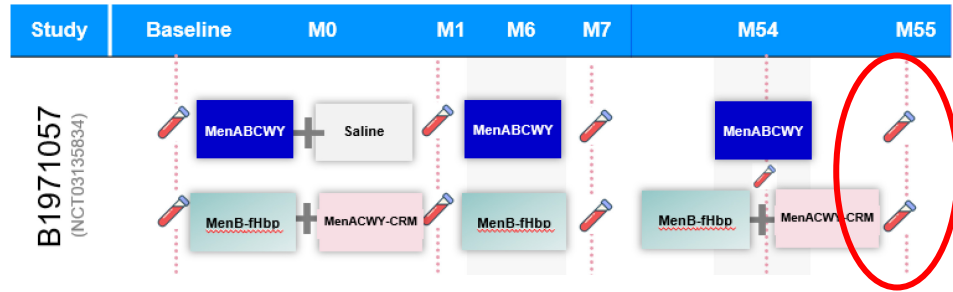 Study Baseline M0 M1 M6 M7 M54 M55
B1971057
(NCT03135834)
MenABCWY + Saline MenABCWY MenABCWY
MenB-fHbp + MenACWY-CRM MenB-fHbp MenB-fHbp + MenACWY-CRM